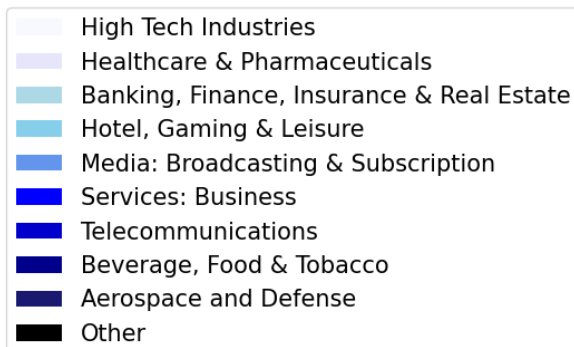 High Tech Industries
Healthcare & Pharmaceuticals
Banking, Finance, Insurance & Real Estate
Hotel, Gaming & Leisure
Media: Broadcasting & Subscription
Services: Business
Telecommunications
Beverage, Food & Tobacco
Aerospace and Defense
Other